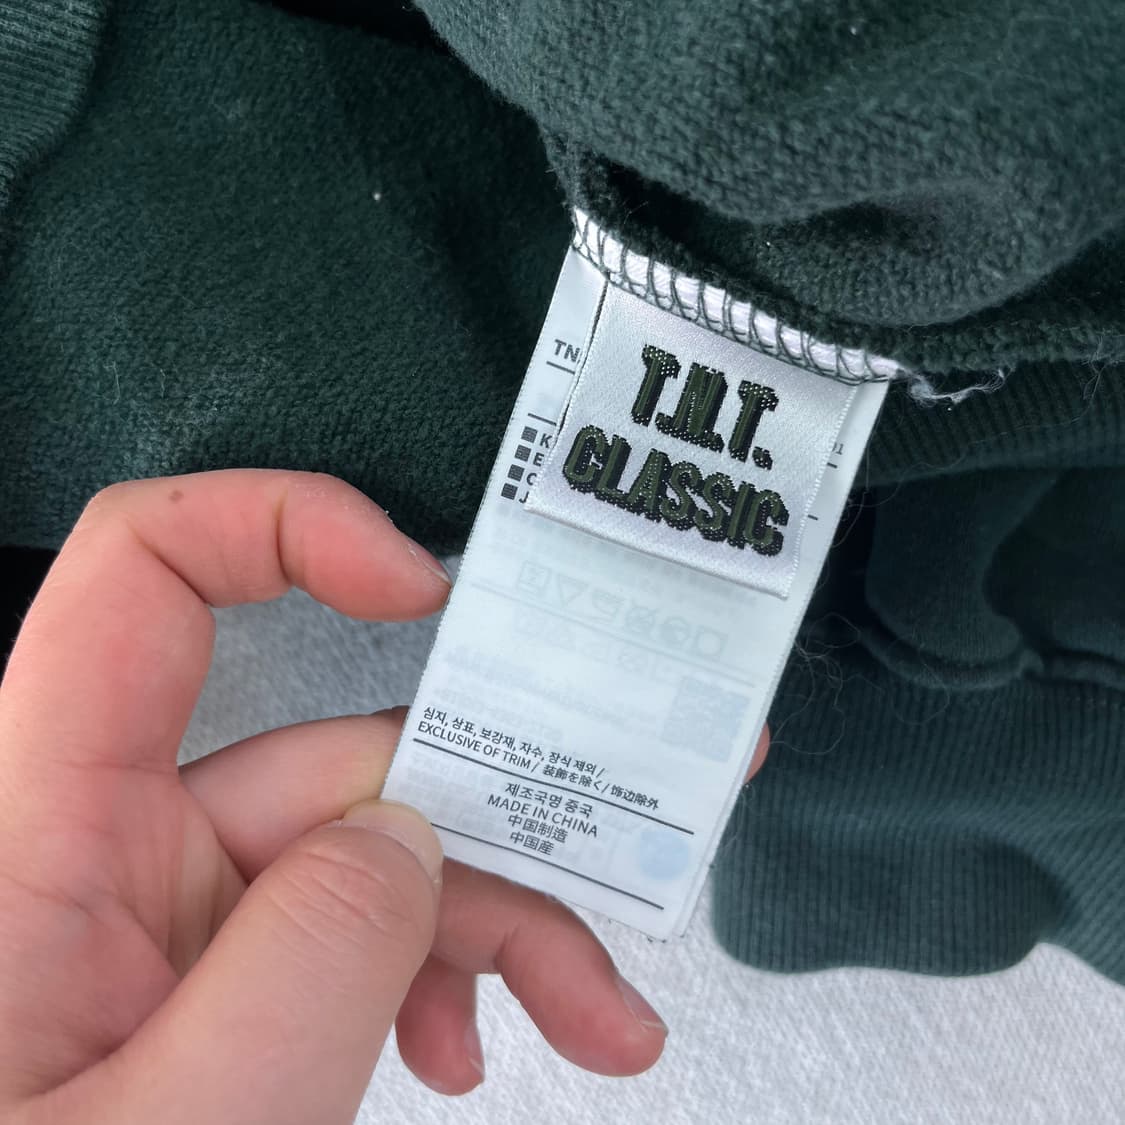 T.N.T.
CLASSIC
TN
K
E
C
J
심지, 상표, 보강재, 자수, 장식 제외/
EXCLUSIVE OF TRIM / 装飾を除く/ 饰边除外
제조국명 중국
MADE IN CHINA
中国制造
中国産